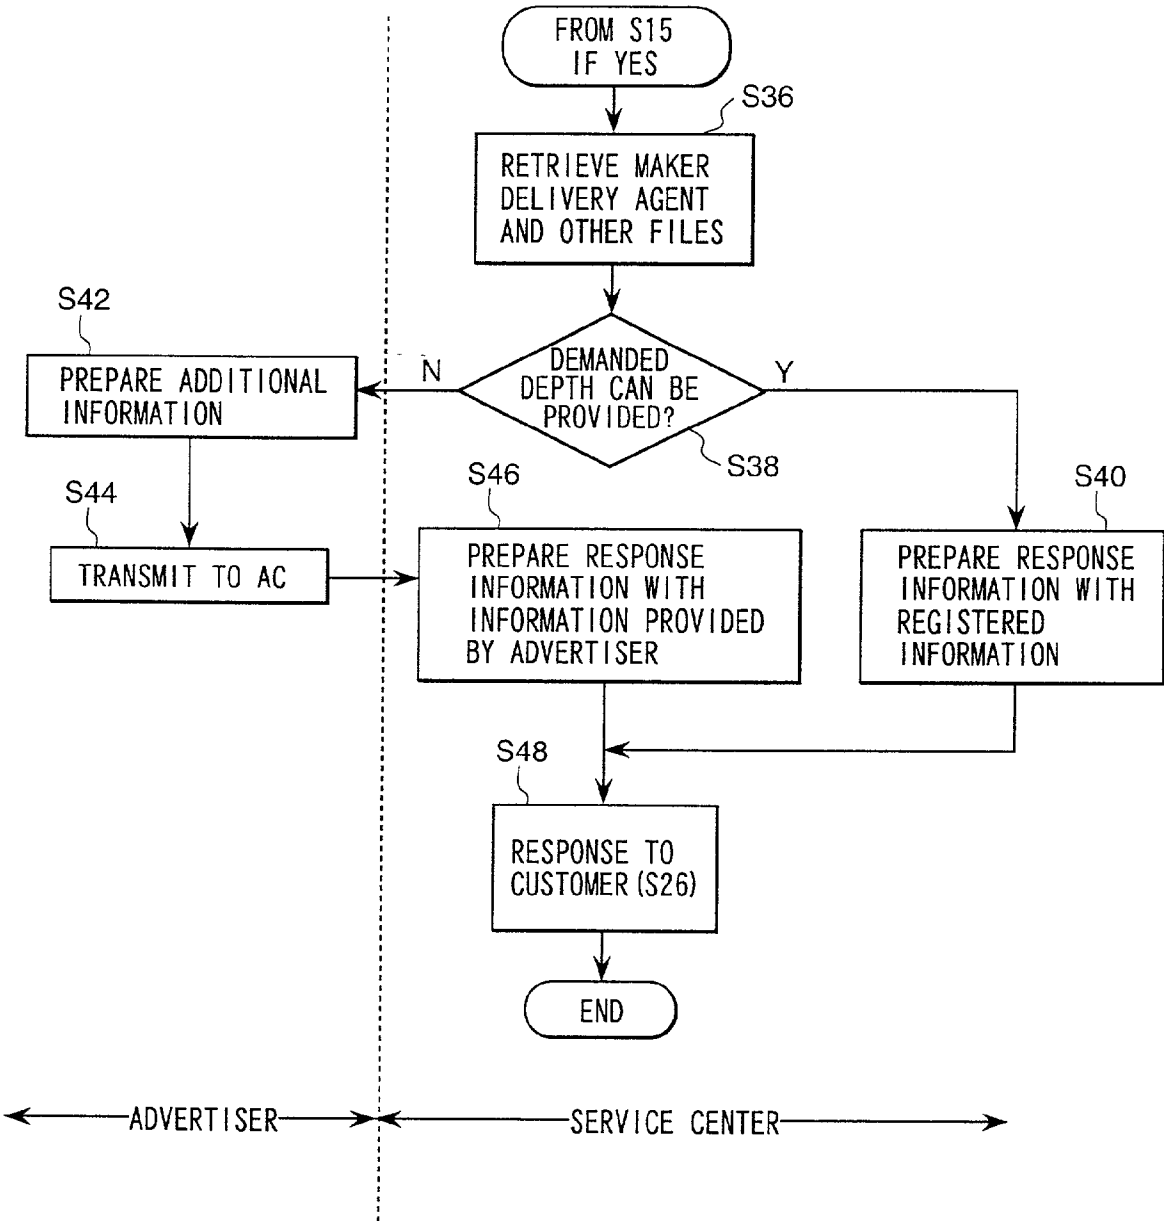 FROM S15
IF YES
S36
RETRIEVE MAKER
DELIVERY AGENT
AND OTHER FILES
S42
PREPARE ADDITIONAL
INFORMATION
N
DEMANDED
DEPTH CAN BE
PROVIDED?
Y
S38
S44
TRANSMIT TO AC
S46
PREPARE RESPONSE
INFORMATION WITH
INFORMATION PROVIDED
BY ADVERTISER
S40
PREPARE RESPONSE
INFORMATION WITH
REGISTERED
INFORMATION
S48
RESPONSE TO
CUSTOMER (S26)
END
ADVERTISER
SERVICE CENTER